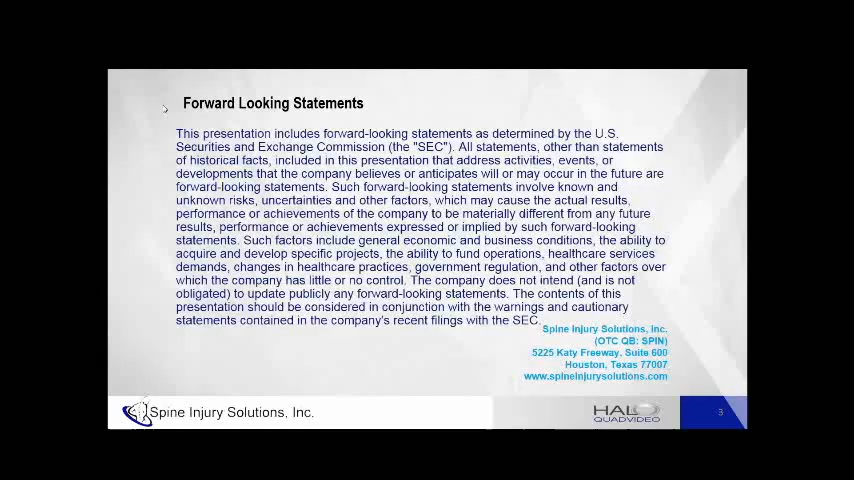 Forward Looking Statements
This presentation includes forward-looking statements as determined by the U.S.
Securities and Exchange Commission (the "SEC"). All statements, other than statements
of historical facts, included in this presentation that address activities, events, or
developments that the company believes or anticipates will or may occur in the future are
forward-looking statements. Such forward-looking statements involve known and
unknown risks, uncertainties and other factors, which may cause the actual results,
performance or achievements of the company to be materially different from any future
results, performance or achievements expressed or implied by such forward-looking
statements. Such factors include general economic and business conditions, the ability to
acquire and develop specific projects, the ability to fund operations, healthcare services
demands, changes in healthcare practices, government regulation, and other factors over
which the company has little or no control. The company does not intend (and is not
obligated) to update publicly any forward-looking statements. The contents of this
presentation should be considered in conjunction with the warnings and cautionary
statements contained in the company's recent filings with the SEC.
Spine Injury Solutions, Inc.
(OTC QB: SPIN)
5225 Katy Freeway, Suite 600
Houston, Texas 77007
www.spineinjurysolutions.com
Spine Injury Solutions, Inc.
HALO
QUADVIDEO
3